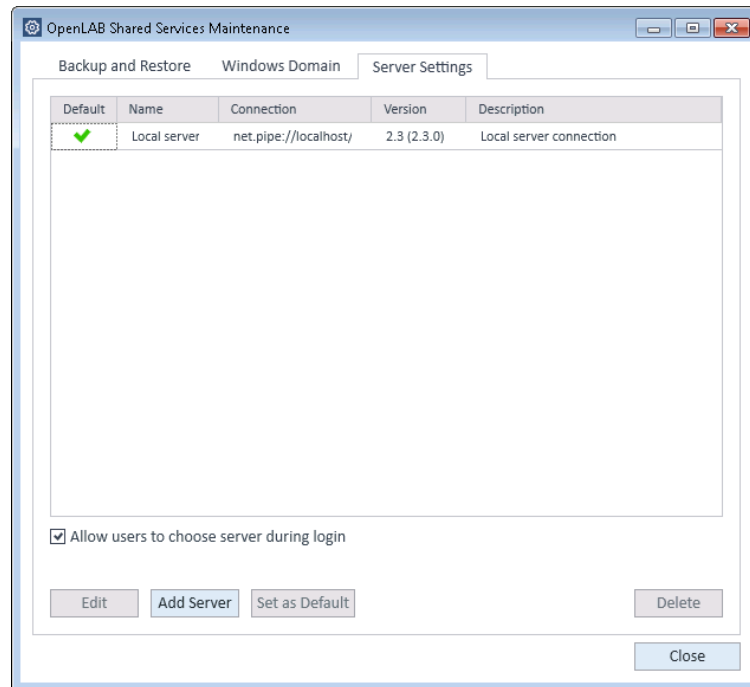 OpenLAB Shared Services Maintenance
Backup and Restore Windows Domain Server Settings
Default Name Connection Version Description
Local server net.pipe://localhost/ 2.3 (2.3.0) Local server connection
Allow users to choose server during login
Edit Add Server Set as Default Delete
Close